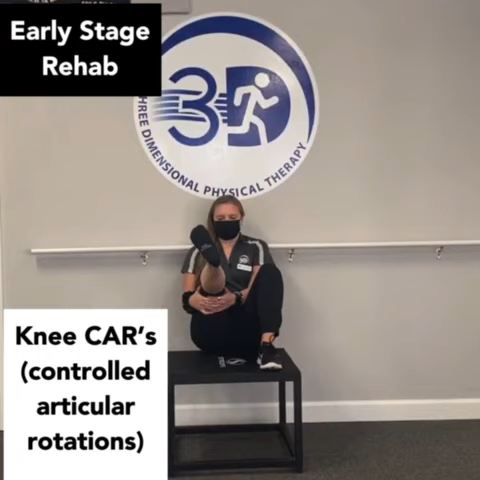 Early Stage
Rehab
3D
THREE DIMENSIONAL PHYSICAL THERAPY
Knee CAR’s
(controlled
articular
rotations)